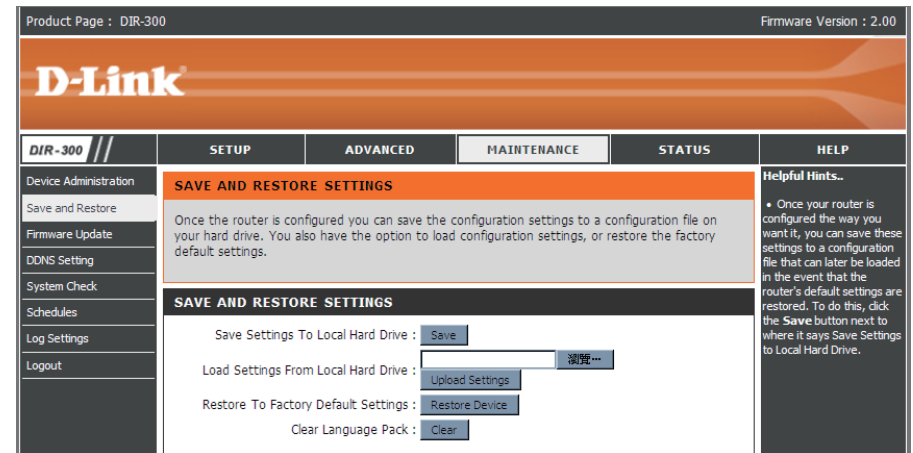 Product Page : DIR-300
Firmware Version : 2.00
D-Link
DIR-300
SETUP
ADVANCED
MAINTENANCE
STATUS
HELP
Device Administration
Save and Restore
Firmware Update
DDNS Setting
System Check
Schedules
Log Settings
Logout
SAVE AND RESTORE SETTINGS
Once the router is configured you can save the configuration settings to a configuration file on
your hard drive. You also have the option to load configuration settings, or restore the factory
default settings.
SAVE AND RESTORE SETTINGS
Save Settings To Local Hard Drive : Save
Load Settings From Local Hard Drive : 瀏覽...
Upload Settings
Restore To Factory Default Settings : Restore Device
Clear Language Pack : Clear
Helpful Hints..
• Once your router is
configured the way you
want it, you can save these
settings to a configuration
file that can later be loaded
in the event that the
router's default settings are
restored. To do this, click
the Save button next to
where it says Save Settings
to Local Hard Drive.